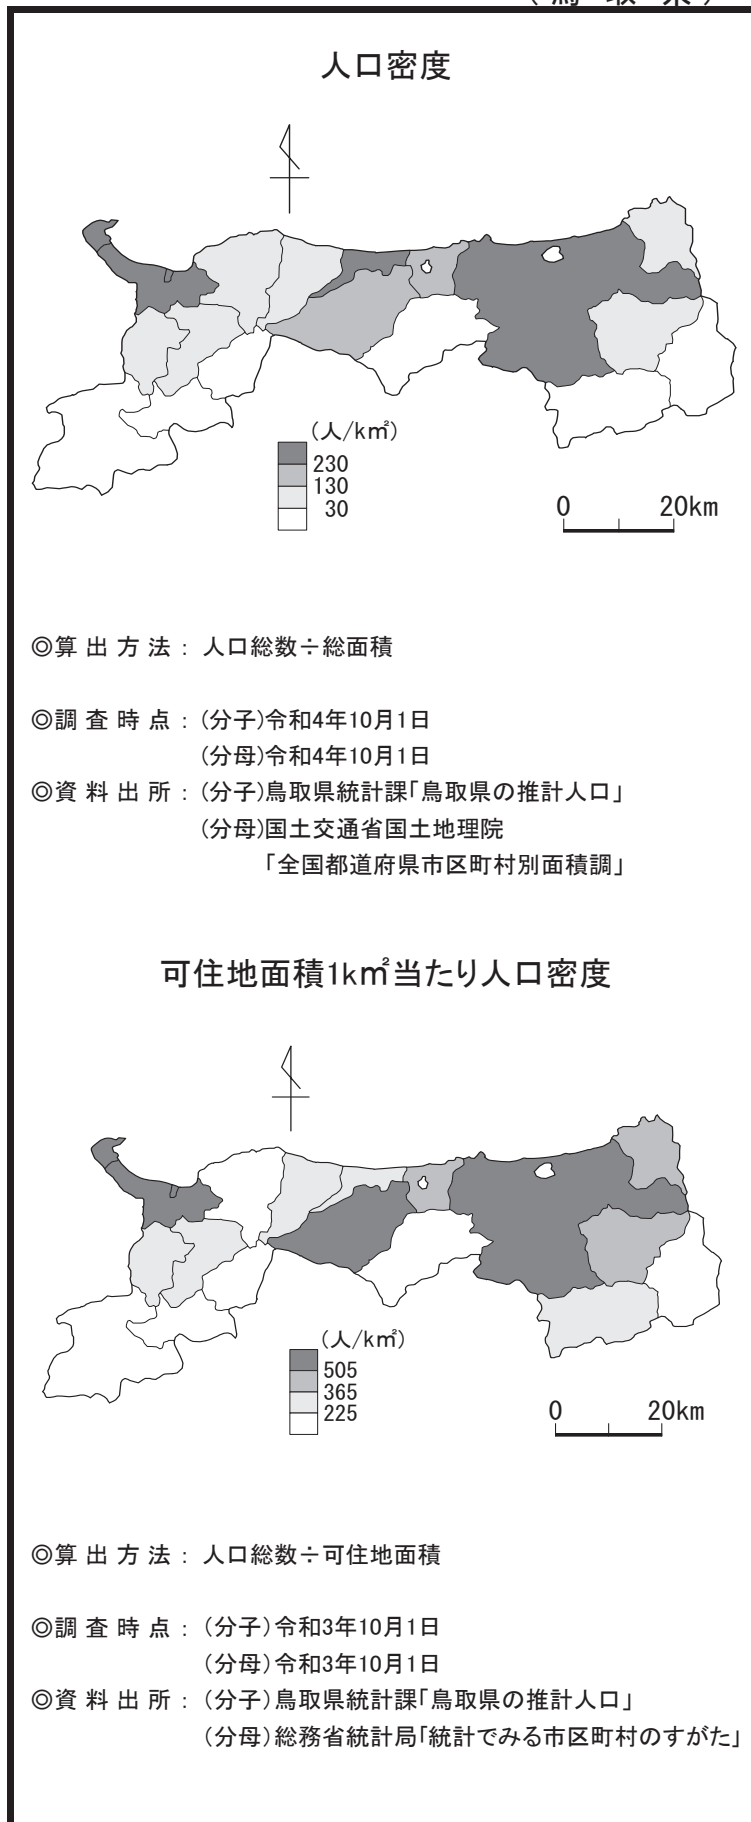 人口密度
(人/k㎡)
230
130
30
0 20km
◎算出方法： 人口総数÷総面積
◎調査時点：(分子)令和4年10月1日
(分母)令和4年10月1日
◎資料出所：(分子)鳥取県統計課「鳥取県の推計人口」
(分母)国土交通省国土地理院
「全国都道府県市区町村別面積調」
可住地面積1k㎡当たり人口密度
(人/k㎡)
505
365
225
0 20km
◎算出方法： 人口総数÷可住地面積
◎調査時点：(分子)令和3年10月1日
(分母)令和3年10月1日
◎資料出所：(分子)鳥取県統計課「鳥取県の推計人口」
(分母)総務省統計局「統計でみる市区町村のすがた」